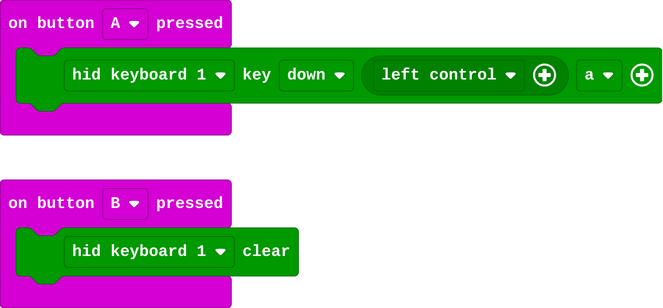 on button A pressed
hid keyboard 1 key down left control a
on button B pressed
hid keyboard 1 clear